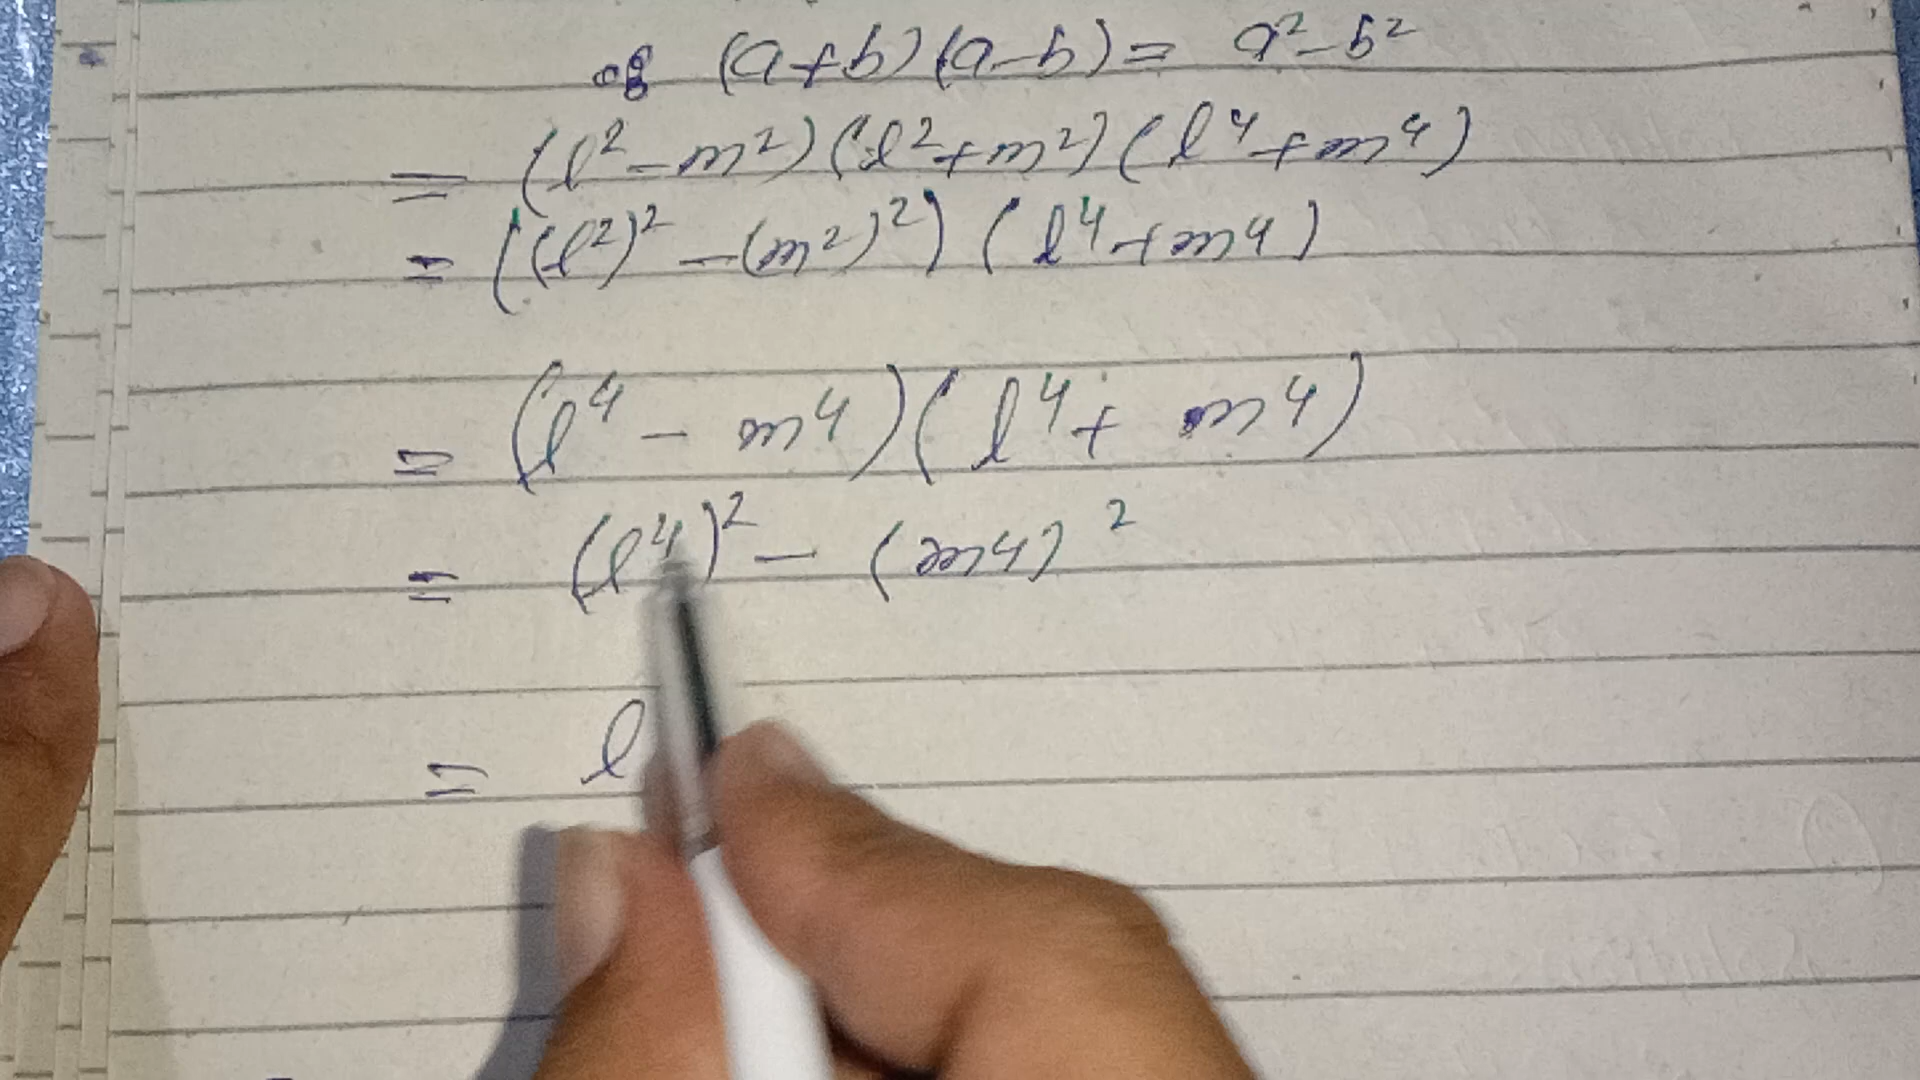 (a+b)(a-b) = a²-b²
= (l²-m²)(l²+m²)(l⁴+m⁴)
= ((l²)²-(m²)²)(l⁴+m⁴)
= (l⁴-m⁴)(l⁴+m⁴)
= (l⁴)²-(m⁴)²
= l